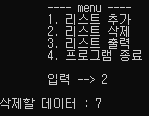 ---- menu ----
1. 리스트 추가
2. 리스트 삭제
3. 리스트 출력
4. 프로그램 종료
입력 --> 2
삭제할 데이터 : 7